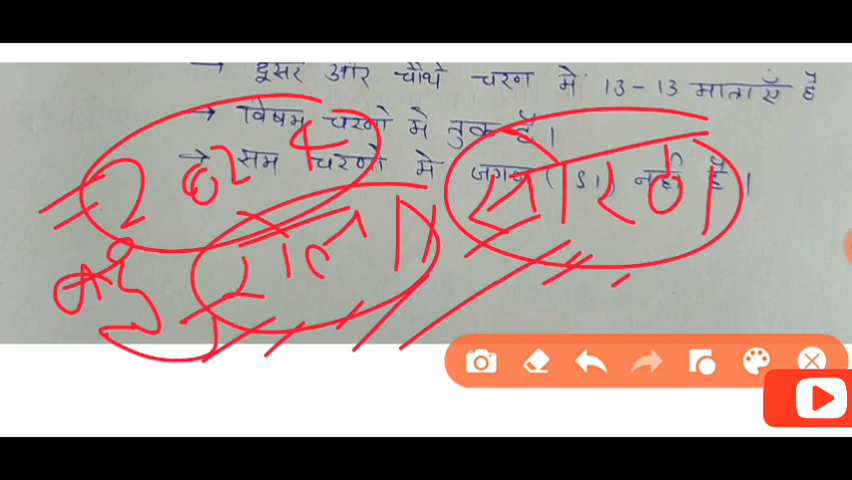 → दूसरे और चौथे चरण में 13-13 मात्राएँ है
→ विषम चरणो में तुक है।
→ सम चरणो मे जगण (ISI) नही है।
सोरठा
रोला